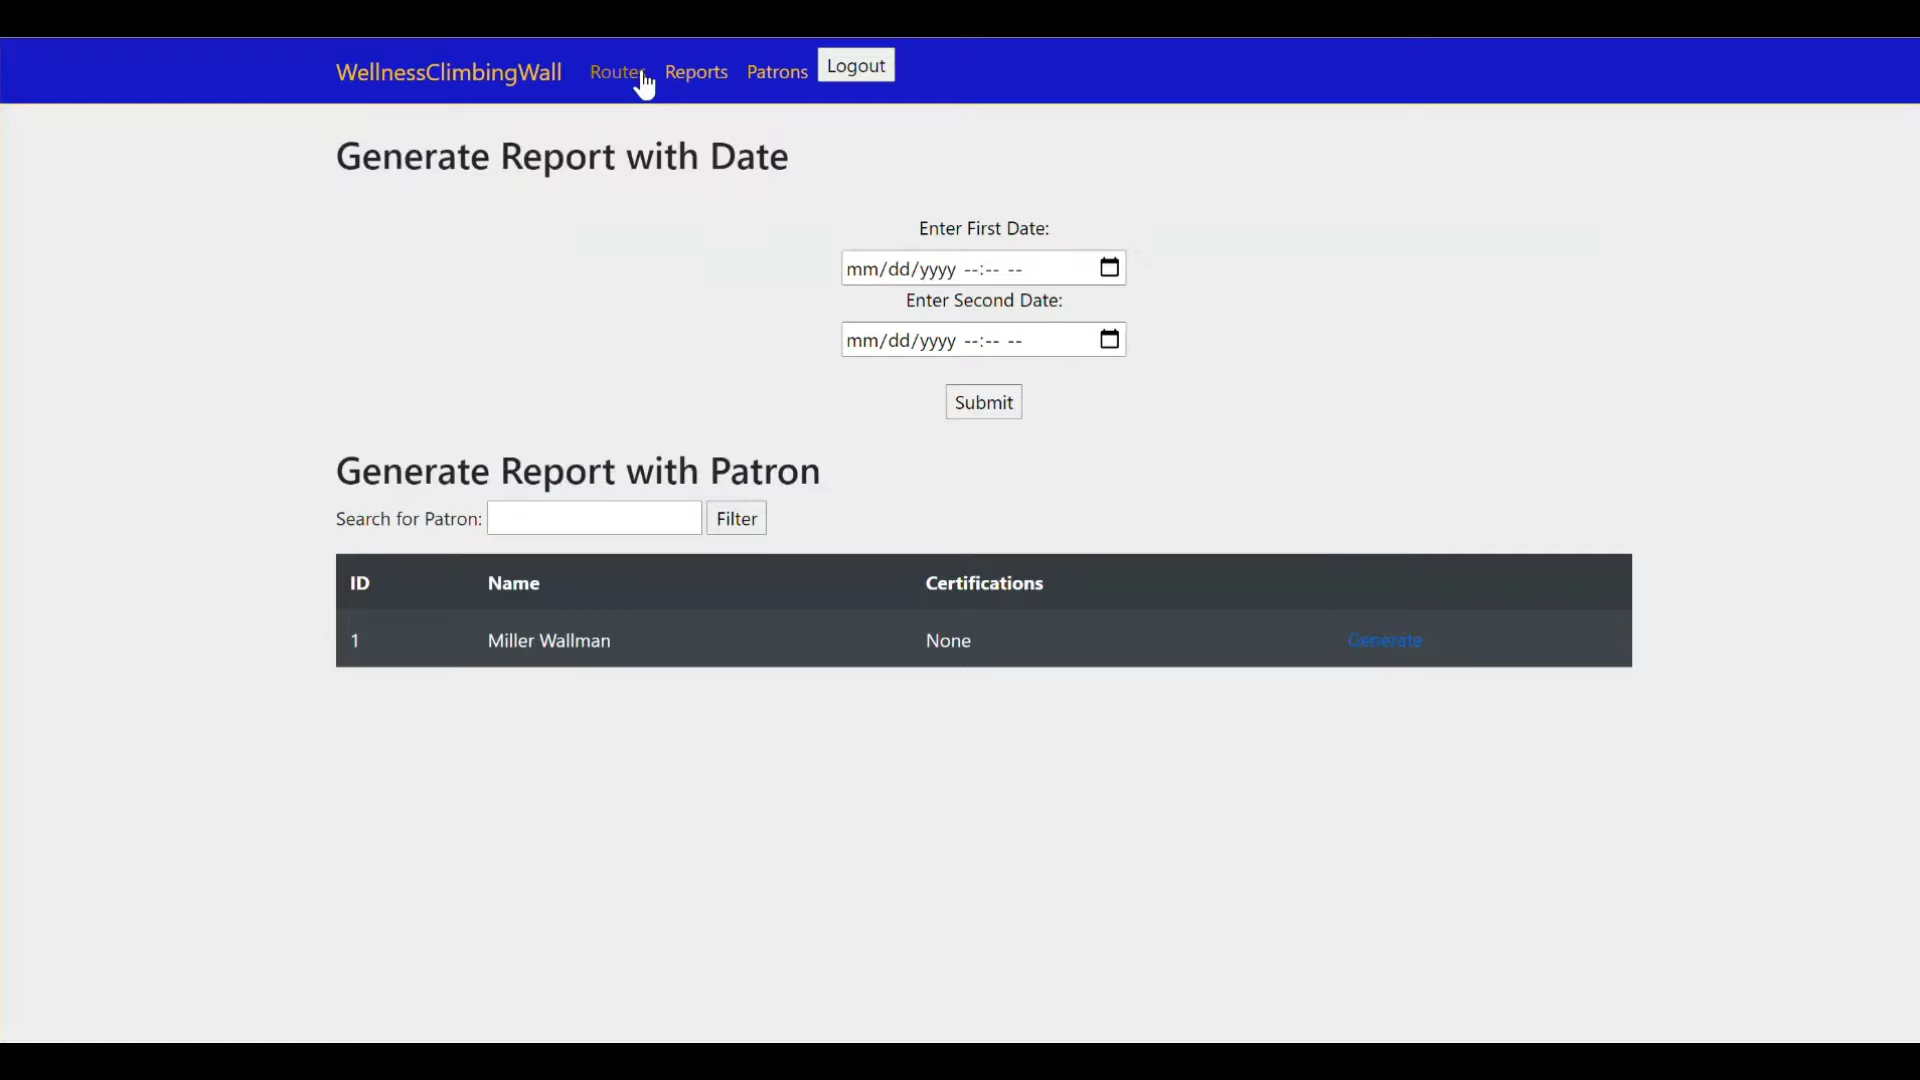 WellnessClimbingWall Routes Reports Patrons Logout
Generate Report with Date
Enter First Date:
mm/dd/yyyy --:-- --
Enter Second Date:
mm/dd/yyyy --:-- --
Submit
Generate Report with Patron
Search for Patron: Filter
ID Name Certifications
1 Miller Wallman None Generate